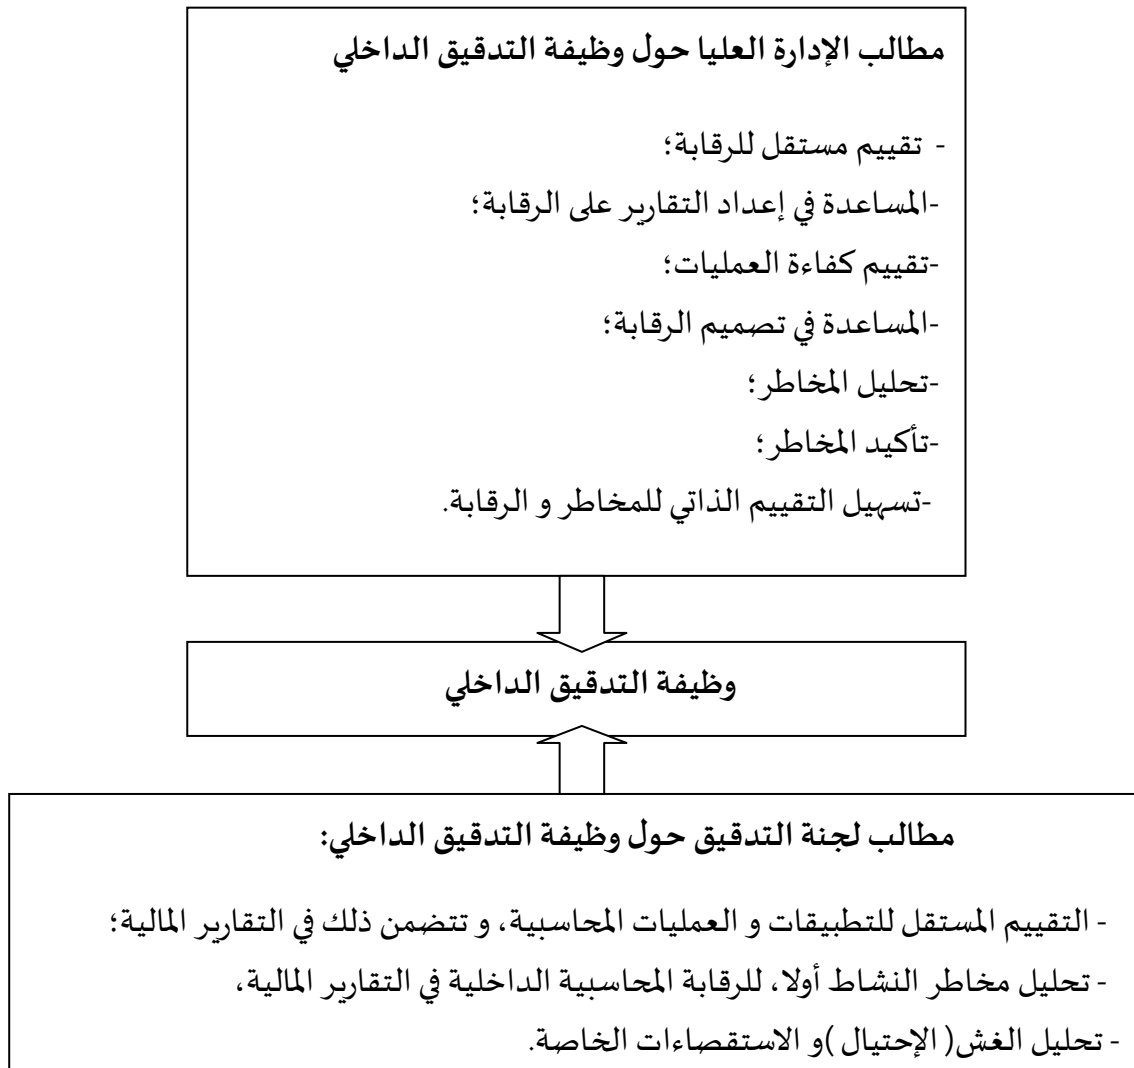 مطالب الإدارة العليا حول وظيفة التدقيق الداخلي
- تقييم مستقل للرقابة؛
-المساعدة في إعداد التقارير على الرقابة؛
-تقييم كفاءة العمليات؛
-المساعدة في تصميم الرقابة؛
-تحليل المخاطر؛
-تأكيد المخاطر؛
-تسهيل التقييم الذاتي للمخاطر و الرقابة.
وظيفة التدقيق الداخلي
مطالب لجنة التدقيق حول وظيفة التدقيق الداخلي:
- التقييم المستقل للتطبيقات و العمليات المحاسبية، و تتضمن ذلك في التقارير المالية؛
- تحليل مخاطر النشاط أولا، للرقابة المحاسبية الداخلية في التقارير المالية،
- تحليل الغش( الإحتيال )و الاستقصاءات الخاصة.